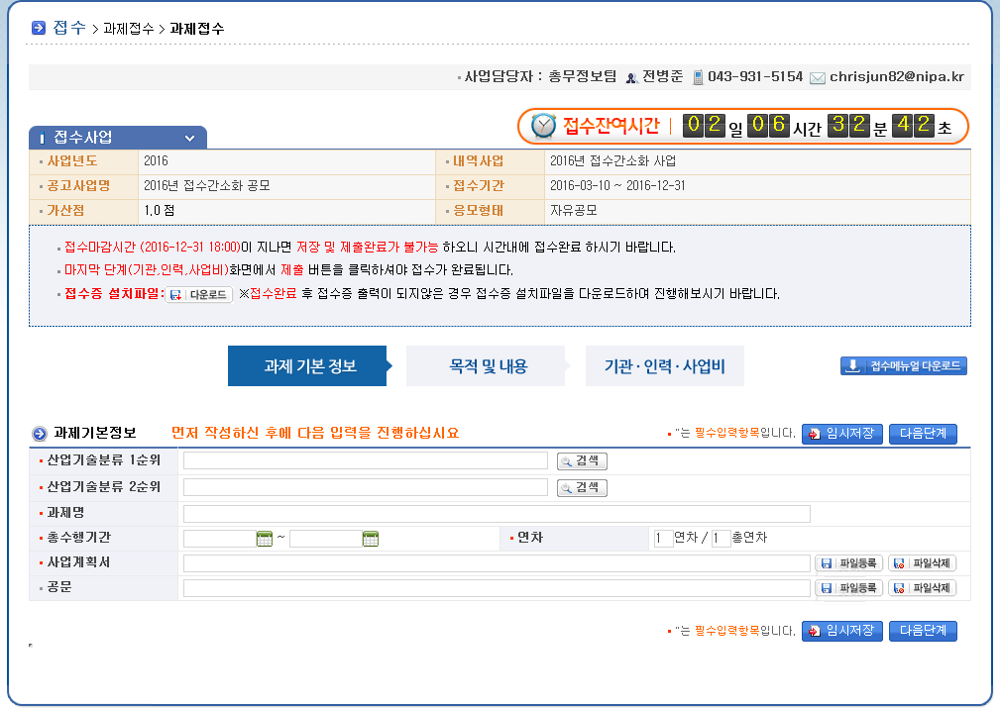 접수 > 과제접수 > 과제접수
사업담당자 : 총무정보팀 전병준 043-931-5154 chrisjun82@nipa.kr
접수사업
접수잔여시간 | 02일 06시간 32분 42초
사업년도 2016 내역사업 2016년 접수간소화 사업
공고사업명 2016년 접수간소화 공모 접수기간 2016-03-10 ~ 2016-12-31
가산점 1.0 점 응모형태 자유공모
접수마감시간 (2016-12-31 18:00)이 지나면 저장 및 제출완료가 불가능 하오니 시간내에 접수완료 하시기 바랍니다.
마지막 단계(기관,인력,사업비)화면에서 제출 버튼을 클릭하셔야 접수가 완료됩니다.
접수증 설치파일: 다운로드 ※접수완료 후 접수증 출력이 되지않은 경우 접수증 설치파일을 다운로드하여 진행해보시기 바랍니다.
과제 기본 정보 목적 및 내용 기관·인력·사업비 접수메뉴얼 다운로드
과제기본정보 먼저 작성하신 후에 다음 입력을 진행하십시요 "는 필수입력항목입니다. 임시저장 다음단계
산업기술분류 1순위 검색
산업기술분류 2순위 검색
과제명
총수행기간 ~ 연차 1 연차 / 1 총연차
사업계획서 파일등록 파일삭제
공문 파일등록 파일삭제
"는 필수입력항목입니다. 임시저장 다음단계